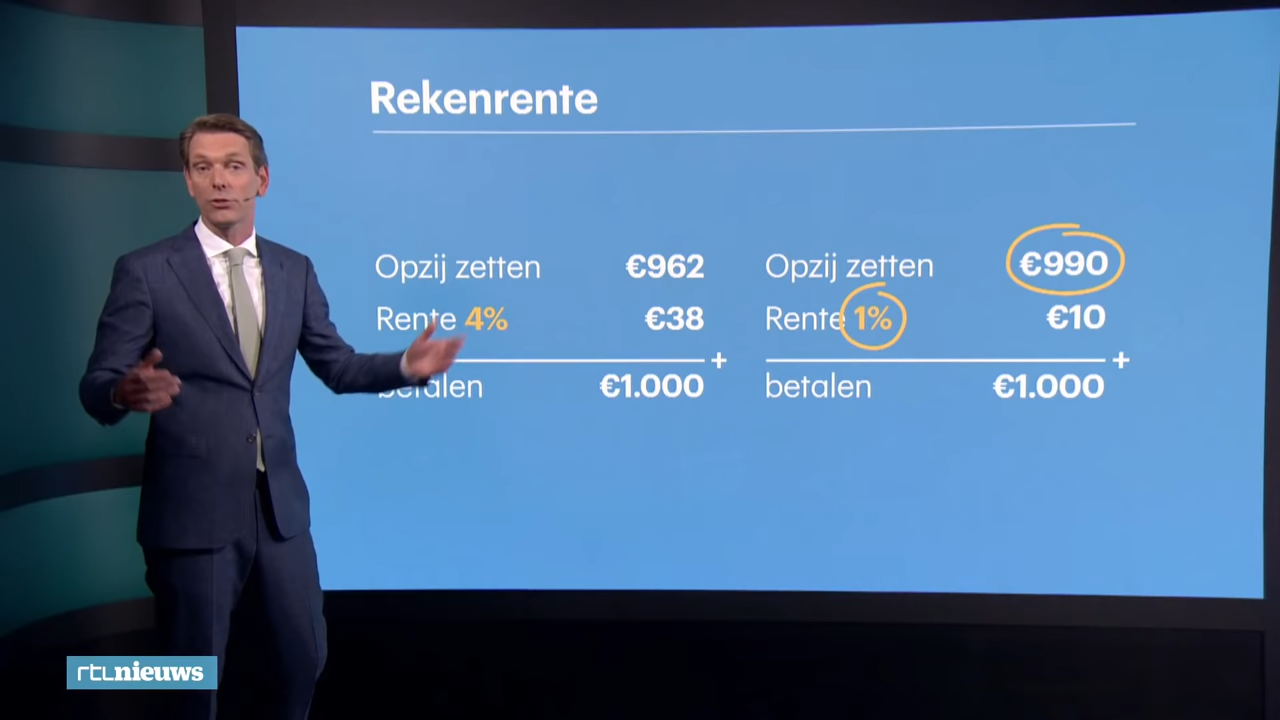 Rekenrente
Opzij zetten €962
Rente 4% €38
+
betalen €1.000
Opzij zetten €990
Rente 1% €10
+
betalen €1.000
rtlnieuws